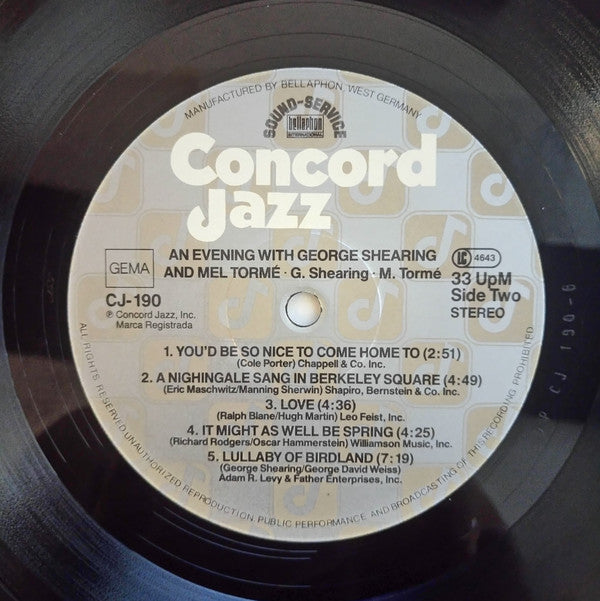 MANUFACTURED BY BELLAPHON, WEST GERMANY
SOUND-SERVICE
bellaphon
INTERNATIONAL
Concord
Jazz
GEMA
AN EVENING WITH GEORGE SHEARING
AND MEL TORMÉ · G. Shearing · M. Tormé
LC 4643
CJ-190
℗ Concord Jazz, Inc.
Marca Registrada
33 UpM
Side Two
STEREO
1. YOU'D BE SO NICE TO COME HOME TO (2:51)
(Cole Porter) Chappell & Co. Inc.
2. A NIGHINGALE SANG IN BERKELEY SQUARE (4:49)
(Eric Maschwitz/Manning Sherwin) Shapiro, Bernstein & Co. Inc.
3. LOVE (4:36)
(Ralph Blane/Hugh Martin) Leo Feist, Inc.
4. IT MIGHT AS WELL BE SPRING (4:25)
(Richard Rodgers/Oscar Hammerstein) Williamson Music, Inc.
5. LULLABY OF BIRDLAND (7:19)
(George Shearing/George David Weiss)
Adam R. Levy & Father Enterprises, Inc.
ALL RIGHTS RESERVED UNAUTHORIZED REPRODUCTION PUBLIC PERFORMANCE AND BROADCASTING OF THIS RECORDING PROHIBITED
CJ 190-6